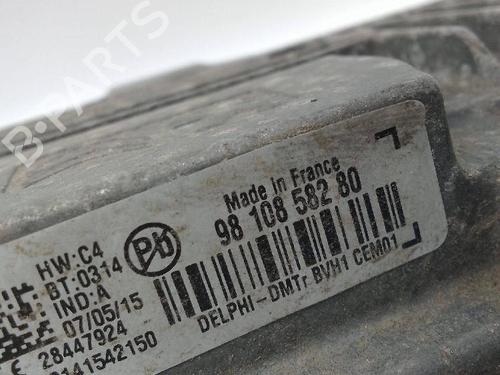 B-PARTS
Made in France
98 108 582 80
DELPHI-DMTr BVH1 CEM01
HW:C4
BT:0314
IND:A
07/05/15
28447924
0141542150